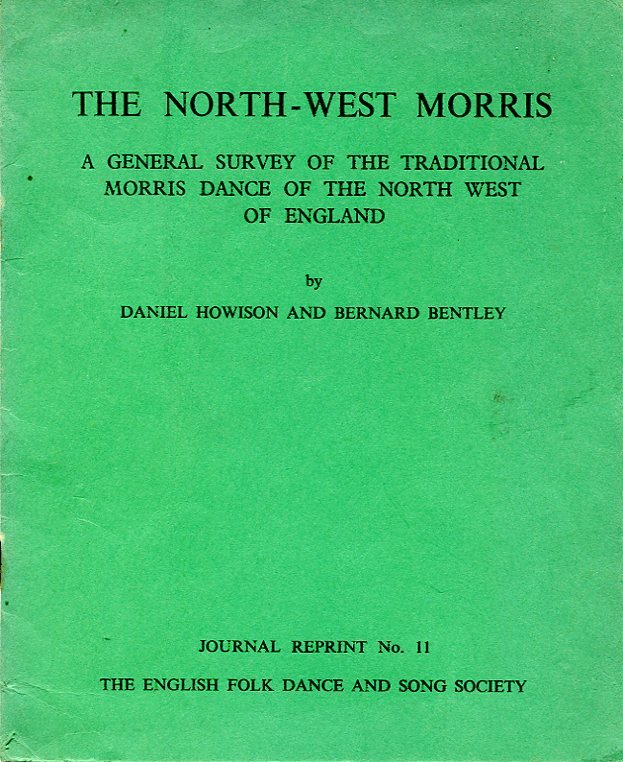 THE NORTH-WEST MORRIS
A GENERAL SURVEY OF THE TRADITIONAL
MORRIS DANCE OF THE NORTH WEST
OF ENGLAND
by
DANIEL HOWISON AND BERNARD BENTLEY
JOURNAL REPRINT No. 11
THE ENGLISH FOLK DANCE AND SONG SOCIETY